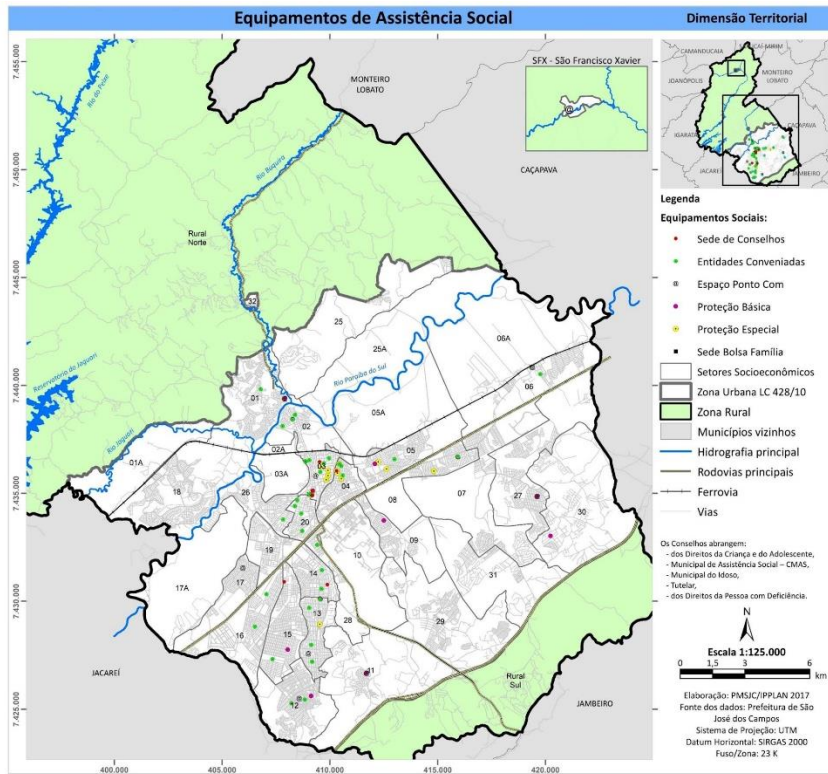 Equipamentos de Assistência Social
Dimensão Territorial
SFX - São Francisco Xavier
MONTEIRO
LOBATO
CAÇAPAVA
Rio do Peixe
Rio Buquira
Rural
Norte
Reservatório do Jaguari
Rio Jaguari
Rio Paraíba do Sul
32
25
25A
06A
06
01
02
05A
01A
02A
03A
03
04
05
18
26
08
07
27
30
20
19
10
09
17A
17
14
31
16
13
28
29
15
11
12
Rural
Sul
JACAREÍ
JAMBEIRO
7.455.000
7.450.000
7.445.000
7.440.000
7.435.000
7.430.000
7.425.000
400.000
405.000
410.000
415.000
420.000
CAMANDUCAIA
JOANÓPOLIS
MONTEIRO
LOBATO
CAÇAPAVA
IGARATÁ
JACAREÍ
JAMBEIRO
Legenda
Equipamentos Sociais:
Sede de Conselhos
Entidades Conveniadas
Espaço Ponto Com
Proteção Básica
Proteção Especial
Sede Bolsa Família
Setores Socioeconômicos
Zona Urbana LC 428/10
Zona Rural
Municípios vizinhos
Hidrografia principal
Rodovias principais
Ferrovia
Vias
Os Conselhos abrangem:
- dos Direitos da Criança e do Adolescente,
- Municipal de Assistência Social – CMAS,
- Municipal do Idoso,
- Tutelar,
- dos Direitos da Pessoa com Deficiência.
N
Escala 1:125.000
0 1,5 3 6
km
Elaboração: PMSJC/IPPLAN 2017
Fonte dos dados: Prefeitura de São
José dos Campos
Sistema de Projeção: UTM
Datum Horizontal: SIRGAS 2000
Fuso/Zona: 23 K